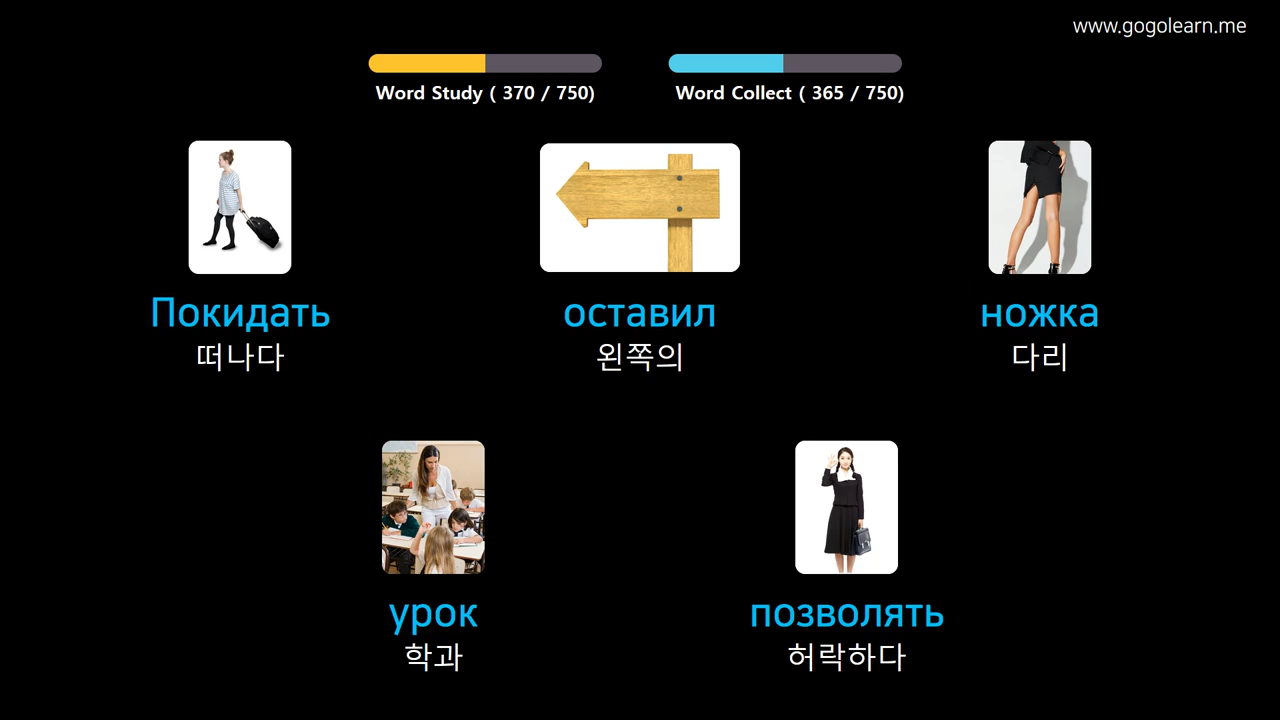 www.gogolearn.me
Word Study ( 370 / 750)
Word Collect ( 365 / 750)
Покидать
떠나다
оставил
왼쪽의
ножка
다리
урок
학과
позволять
허락하다